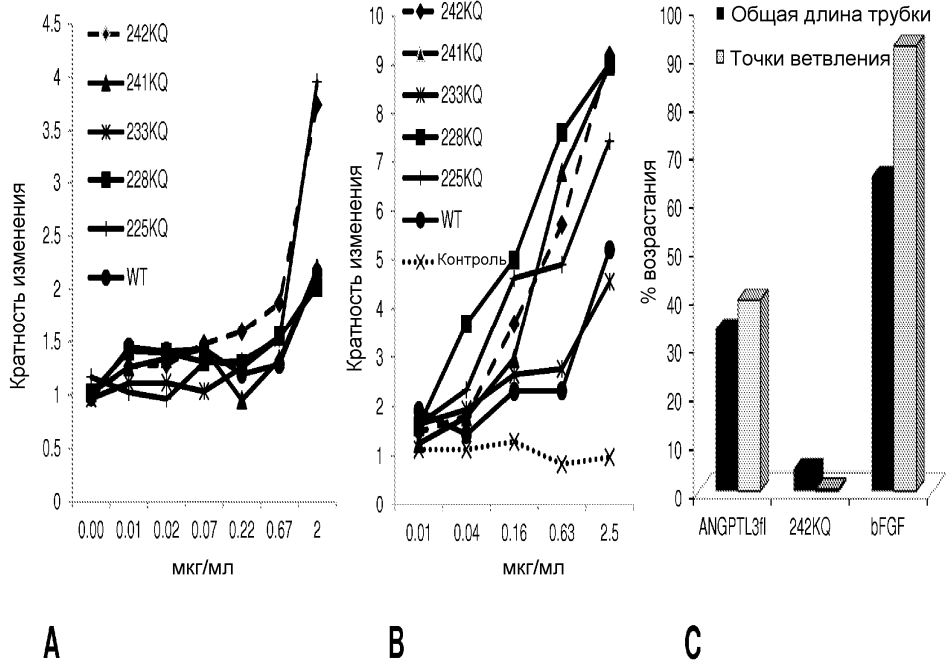 Кратность изменения
4.5
4
3.5
3
2.5
2
1.5
1
0.5
0
242KQ
241KQ
233KQ
228KQ
225KQ
WT
0.00 0.01 0.02 0.07 0.22 0.67 2
мкг/мл
A
Кратность изменения
10
9
8
7
6
5
4
3
2
1
0
242KQ
241KQ
233KQ
228KQ
225KQ
WT
Контроль
0.01 0.04 0.16 0.63 2.5
мкг/мл
B
% возрастания
100
90
80
70
60
50
40
30
20
10
0
Общая длина трубки
Точки ветвления
ANGPTL3fl 242KQ bFGF
C